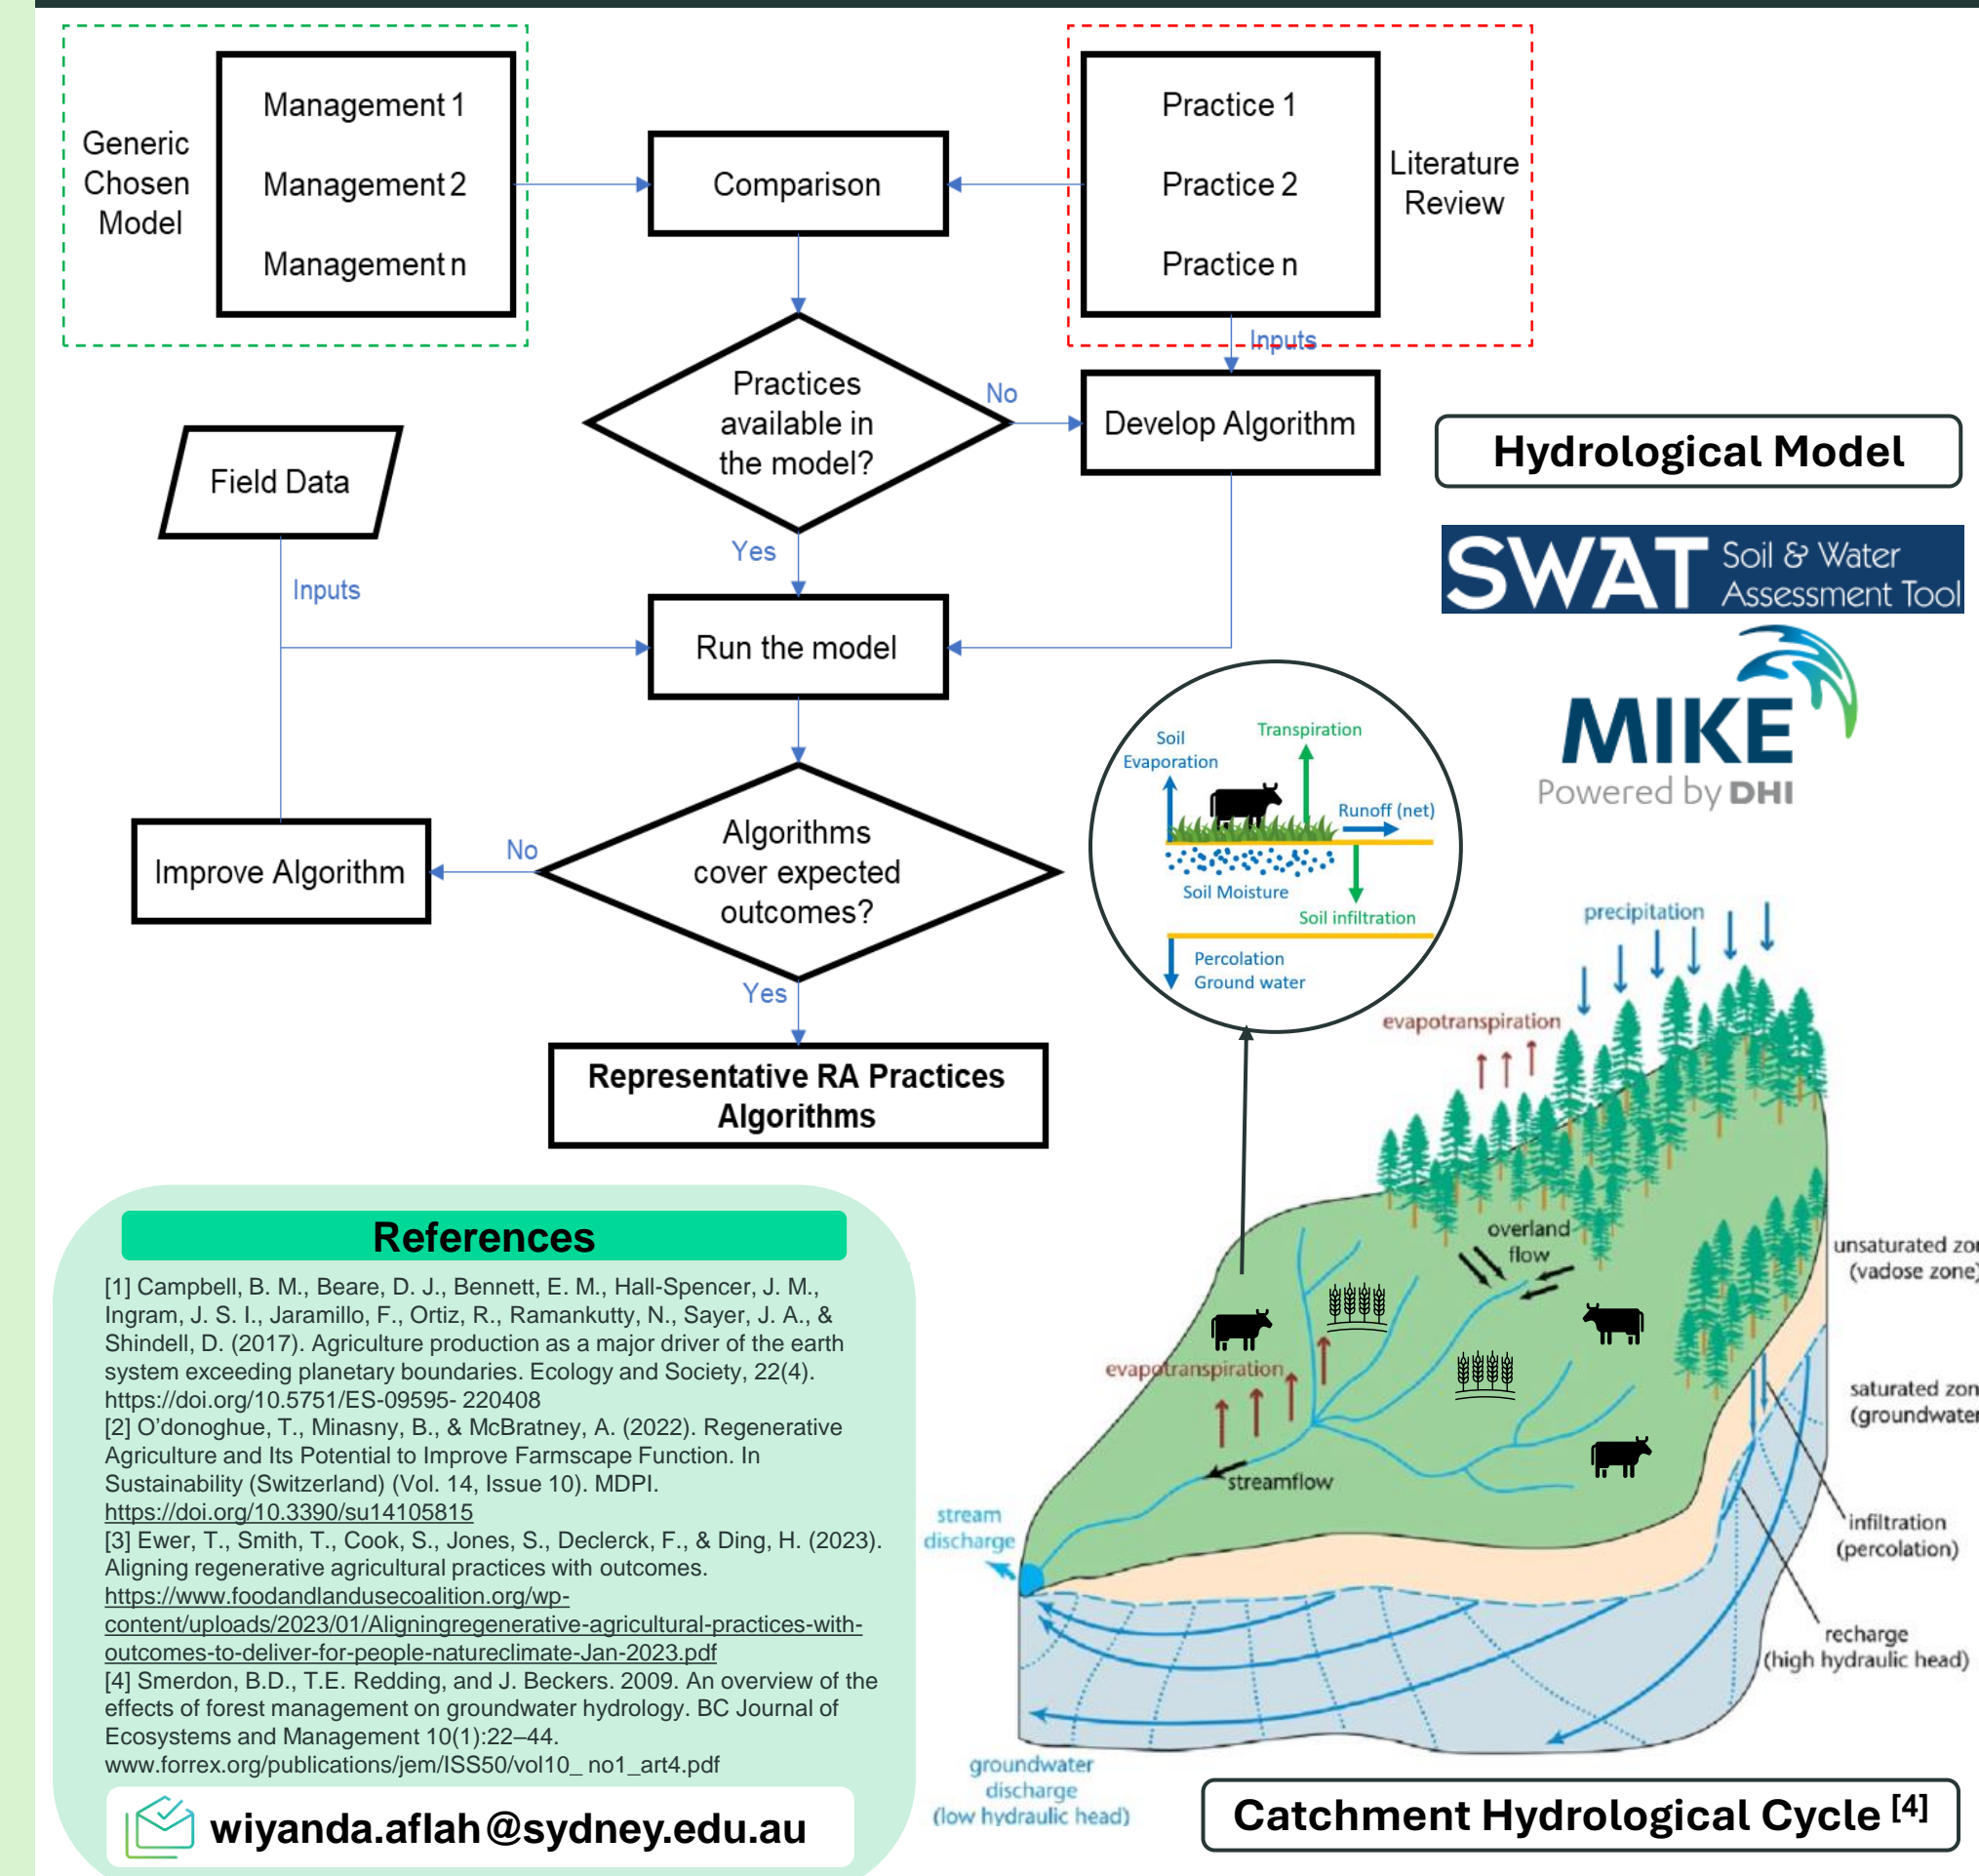 Generic
Chosen
Model
Management 1
Management 2
Management n
Comparison
Practice 1
Practice 2
Practice n
Literature
Review
Inputs
Practices
available in
the model?
No
Develop Algorithm
Field Data
Inputs
Yes
Run the model
Algorithms
cover expected
outcomes?
No
Improve Algorithm
Yes
Representative RA Practices
Algorithms
Hydrological Model
SWAT Soil & Water
Assessment Tool
MIKE
Powered by DHI
Soil
Evaporation
Transpiration
Runoff (net)
Soil Moisture
Soil infiltration
Percolation
Ground water
precipitation
evapotranspiration
overland
flow
unsaturated zon
(vadose zone)
evapotranspiration
saturated zon
(groundwater
streamflow
stream
discharge
infiltration
(percolation)
recharge
(high hydraulic head)
groundwater
discharge
(low hydraulic head)
Catchment Hydrological Cycle [4]
References
[1] Campbell, B. M., Beare, D. J., Bennett, E. M., Hall-Spencer, J. M.,
Ingram, J. S. I., Jaramillo, F., Ortiz, R., Ramankutty, N., Sayer, J. A., &
Shindell, D. (2017). Agriculture production as a major driver of the earth
system exceeding planetary boundaries. Ecology and Society, 22(4).
https://doi.org/10.5751/ES-09595- 220408
[2] O'donoghue, T., Minasny, B., & McBratney, A. (2022). Regenerative
Agriculture and Its Potential to Improve Farmscape Function. In
Sustainability (Switzerland) (Vol. 14, Issue 10). MDPI.
https://doi.org/10.3390/su14105815
[3] Ewer, T., Smith, T., Cook, S., Jones, S., Declerck, F., & Ding, H. (2023).
Aligning regenerative agricultural practices with outcomes.
https://www.foodandlandusecoalition.org/wp-
content/uploads/2023/01/Aligningregenerative-agricultural-practices-with-
outcomes-to-deliver-for-people-natureclimate-Jan-2023.pdf
[4] Smerdon, B.D., T.E. Redding, and J. Beckers. 2009. An overview of the
effects of forest management on groundwater hydrology. BC Journal of
Ecosystems and Management 10(1):22–44.
www.forrex.org/publications/jem/ISS50/vol10_ no1_art4.pdf
wiyanda.aflah@sydney.edu.au